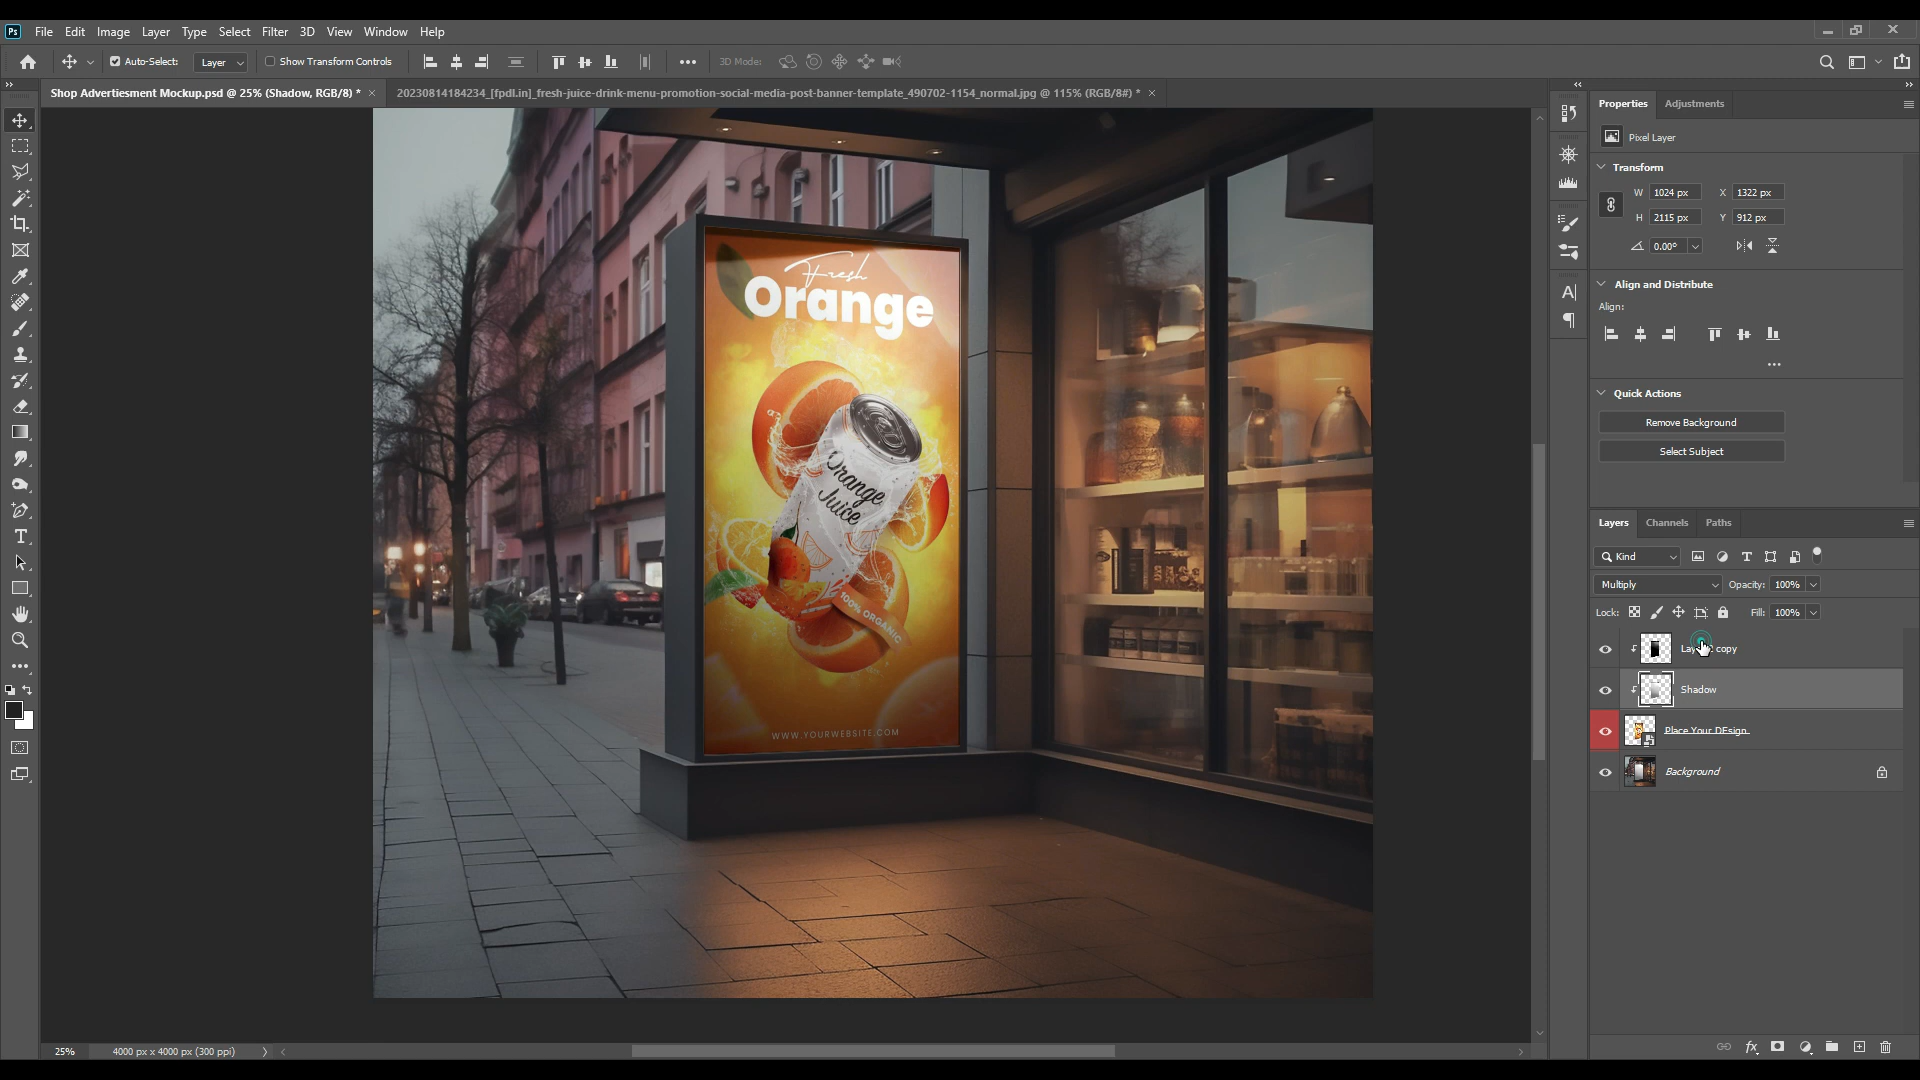 Ps File Edit Image Layer Type Select Filter 3D View Window Help
Auto-Select: Layer Show Transform Controls 3D Mode:
Shop Advertiesment Mockup.psd @ 25% (Shadow, RGB/8) * × 20230814184234_[fpdl.in]_fresh-juice-drink-menu-promotion-social-media-post-banner-template_490702-1154_normal.jpg @ 115% (RGB/8#) * ×
Properties Adjustments
Pixel Layer
Transform
W 1024 px X 1322 px
H 2115 px Y 912 px
0.00°
Align and Distribute
Align:
Quick Actions
Remove Background
Select Subject
Layers Channels Paths
Kind
Multiply Opacity: 100%
Lock: Fill: 100%
copy
Shadow
Place Your DEsign
Background
Fresh
Orange
Orange
Juice
100% ORGANIC
WWW.YOURWEBSITE.COM
25% 4000 px x 4000 px (300 ppi)